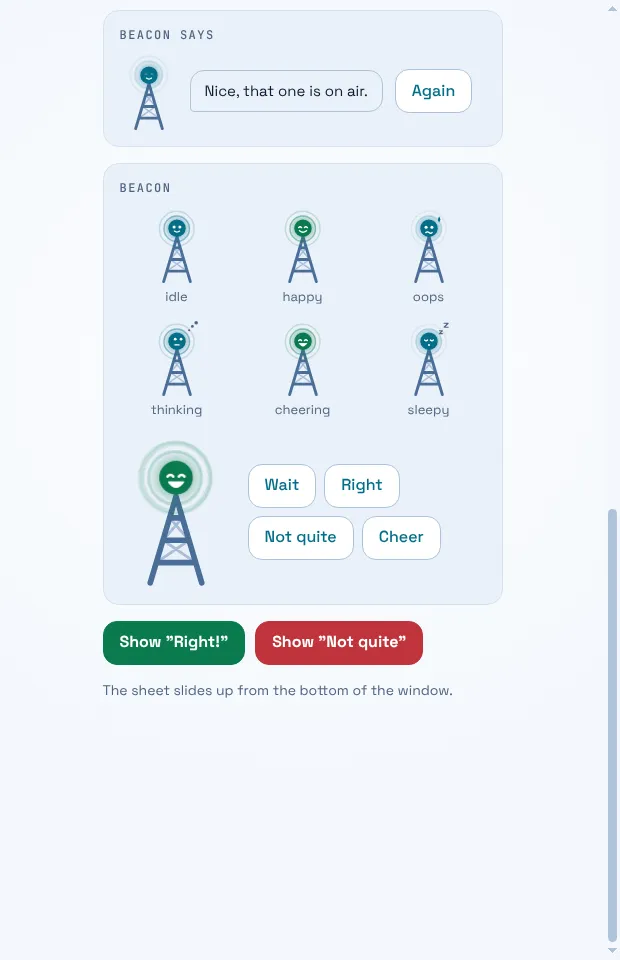 BEACON SAYS
Nice, that one is on air.
Again
BEACON
idle
happy
oops
thinking
cheering
sleepy
Wait
Right
Not quite
Cheer
Show ”Right!”
Show ”Not quite”
The sheet slides up from the bottom of the window.